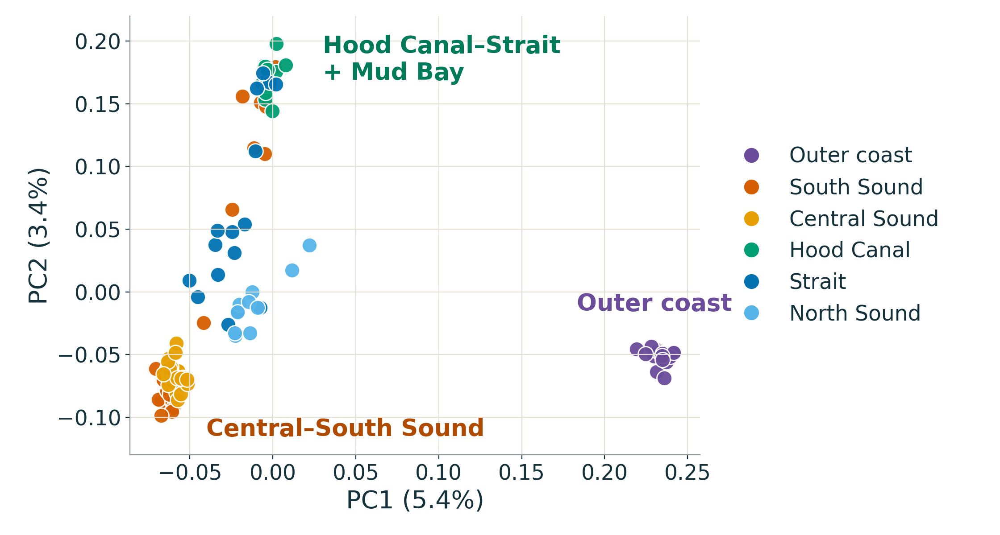 0.20
0.15
0.10
0.05
0.00
−0.05
−0.10
PC2 (3.4%)
Hood Canal–Strait
+ Mud Bay
Outer coast
Central–South Sound
−0.05
0.00
0.05
0.10
0.15
0.20
0.25
PC1 (5.4%)
Outer coast
South Sound
Central Sound
Hood Canal
Strait
North Sound